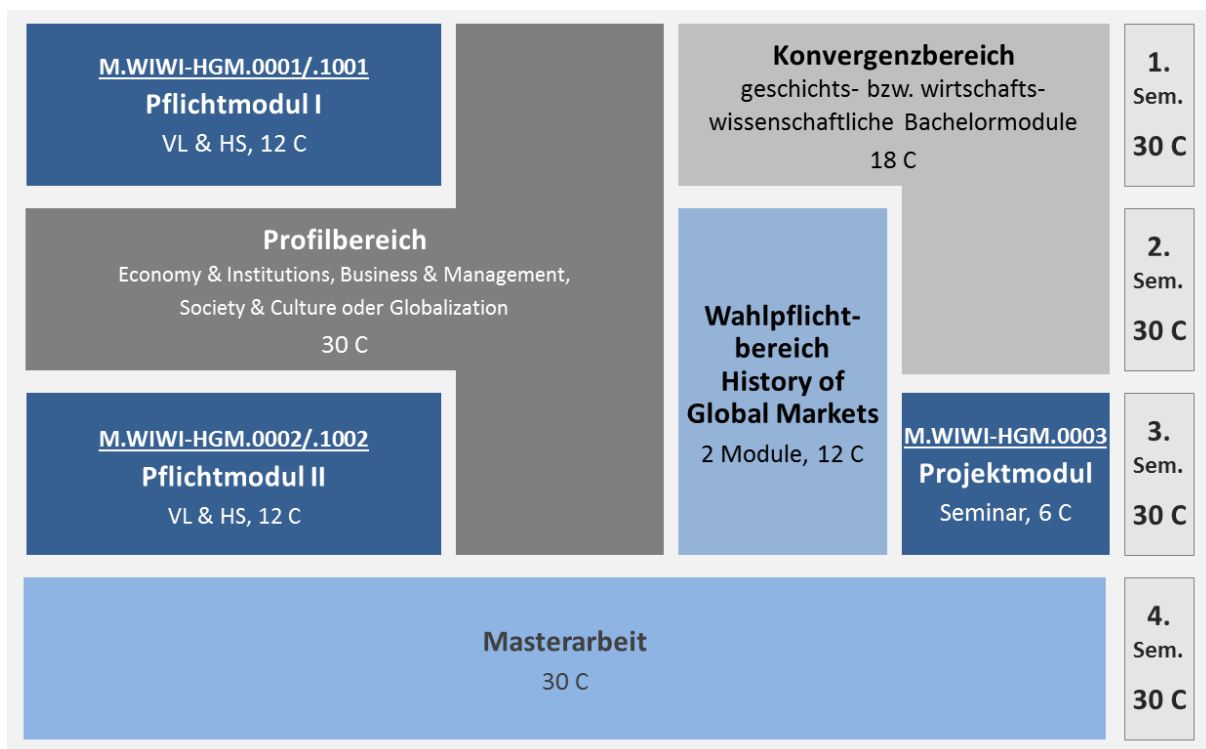 M.WIWI-HGM.0001/.1001
Pflichtmodul I
VL & HS, 12 C
Konvergenzbereich
geschichts- bzw. wirtschafts-
wissenschaftliche Bachelormodule
18 C
1.
Sem.
30 C
Profilbereich
Economy & Institutions, Business & Management,
Society & Culture oder Globalization
30 C
Wahlpflicht-
bereich
History of
Global Markets
2 Module, 12 C
2.
Sem.
30 C
M.WIWI-HGM.0002/.1002
Pflichtmodul II
VL & HS, 12 C
M.WIWI-HGM.0003
Projektmodul
Seminar, 6 C
3.
Sem.
30 C
Masterarbeit
30 C
4.
Sem.
30 C